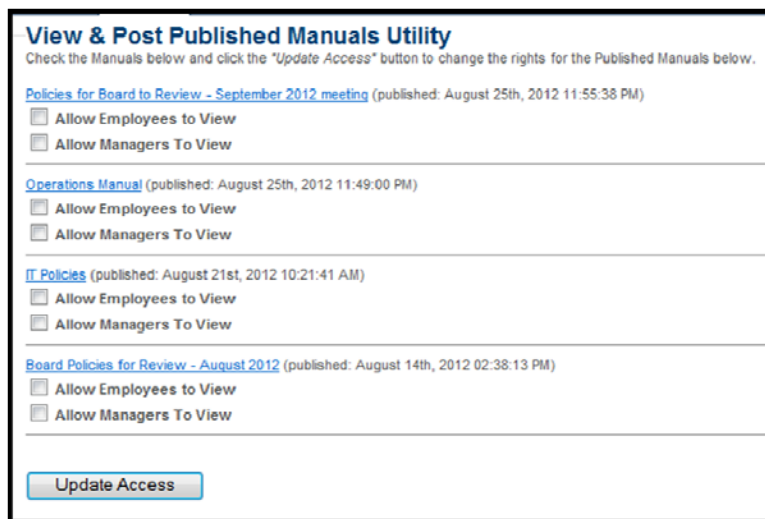 View & Post Published Manuals Utility
Check the Manuals below and click the "Update Access" button to change the rights for the Published Manuals below.
Policies for Board to Review - September 2012 meeting (published: August 25th, 2012 11:55:38 PM)
Allow Employees to View
Allow Managers To View
Operations Manual (published: August 25th, 2012 11:49:00 PM)
Allow Employees to View
Allow Managers To View
IT Policies (published: August 21st, 2012 10:21:41 AM)
Allow Employees to View
Allow Managers To View
Board Policies for Review - August 2012 (published: August 14th, 2012 02:38:13 PM)
Allow Employees to View
Allow Managers To View
Update Access